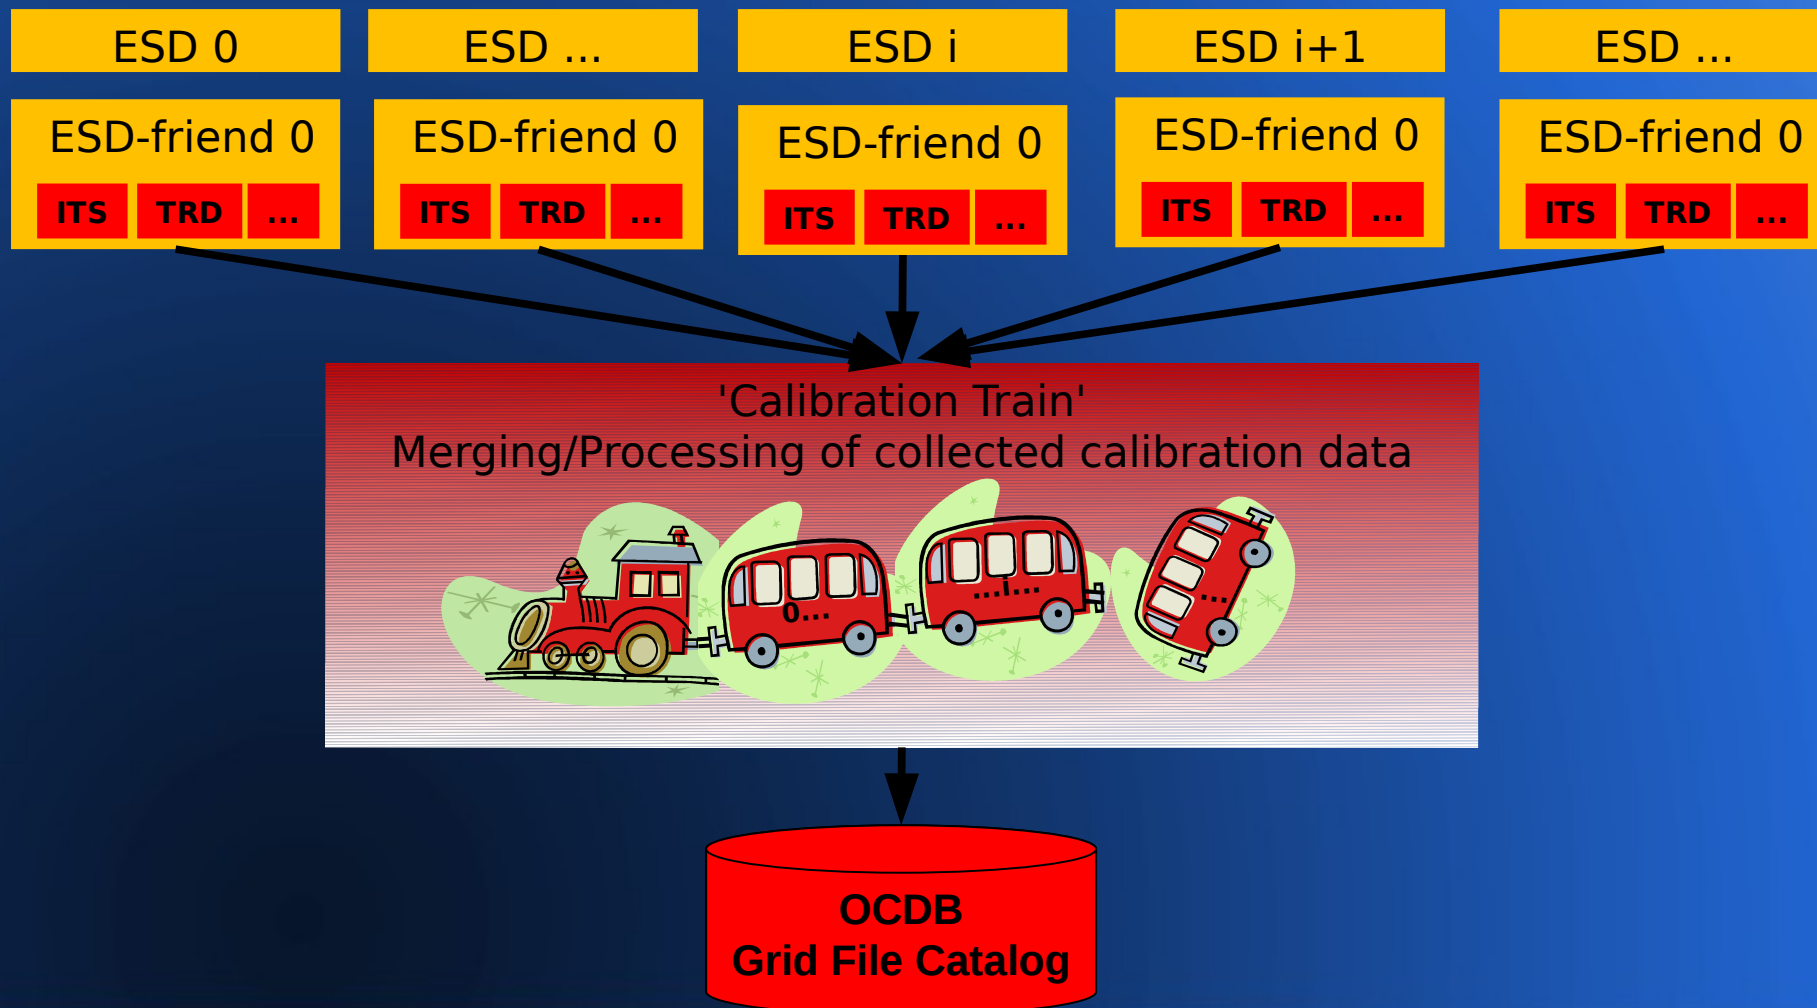 ESD 0
ESD ...
ESD i
ESD i+1
ESD ...
ESD-friend 0
ITS TRD ...
ESD-friend 0
ITS TRD ...
ESD-friend 0
ITS TRD ...
ESD-friend 0
ITS TRD ...
ESD-friend 0
ITS TRD ...
'Calibration Train'
Merging/Processing of collected calibration data
0...
...i...
...
OCDB
Grid File Catalog